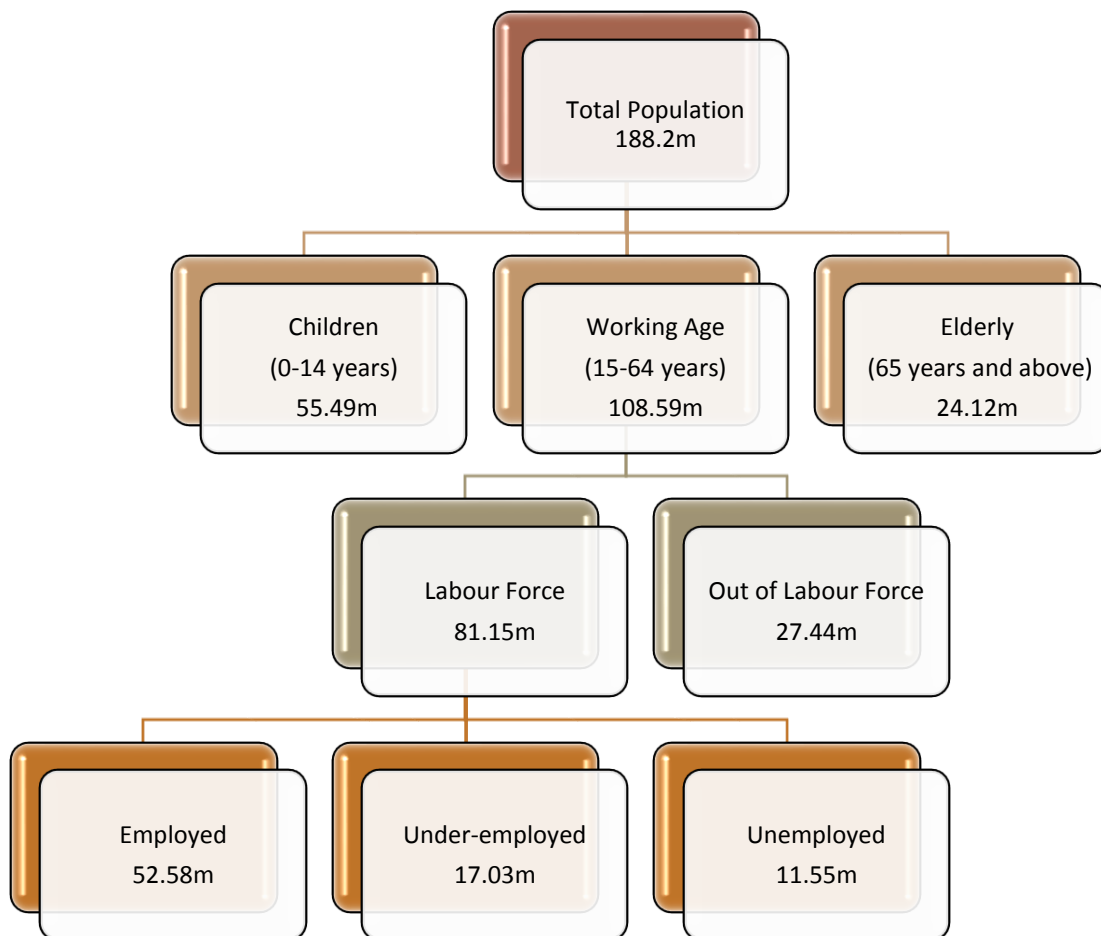 Total Population
188.2m
Children
(0-14 years)
55.49m
Working Age
(15-64 years)
108.59m
Elderly
(65 years and above)
24.12m
Labour Force
81.15m
Out of Labour Force
27.44m
Employed
52.58m
Under-employed
17.03m
Unemployed
11.55m